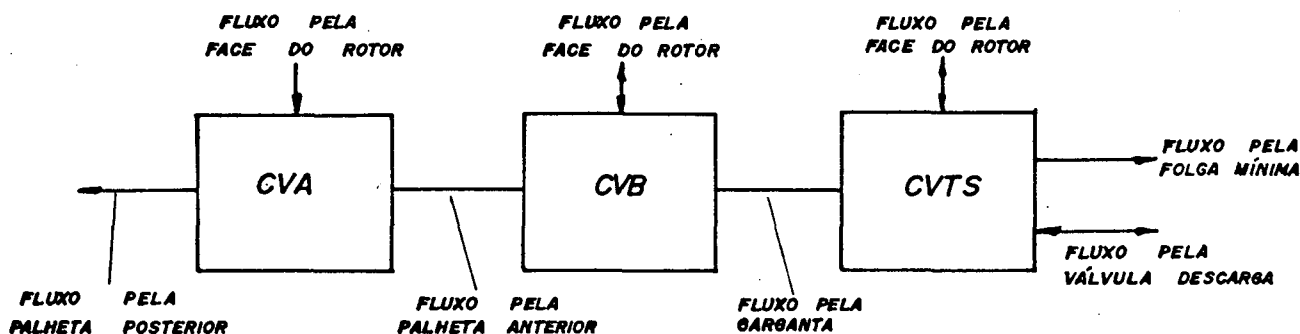 FLUXO PELA
FACE DO ROTOR
FLUXO PELA
FACE DO ROTOR
FLUXO PELA
FACE DO ROTOR
CVA
CVB
CVTS
FLUXO PELA
FOLGA MÍNIMA
FLUXO PELA
VÁLVULA DESCARGA
FLUXO PELA
PALHETA POSTERIOR
FLUXO PELA
PALHETA ANTERIOR
FLUXO PELA
GARGANTA